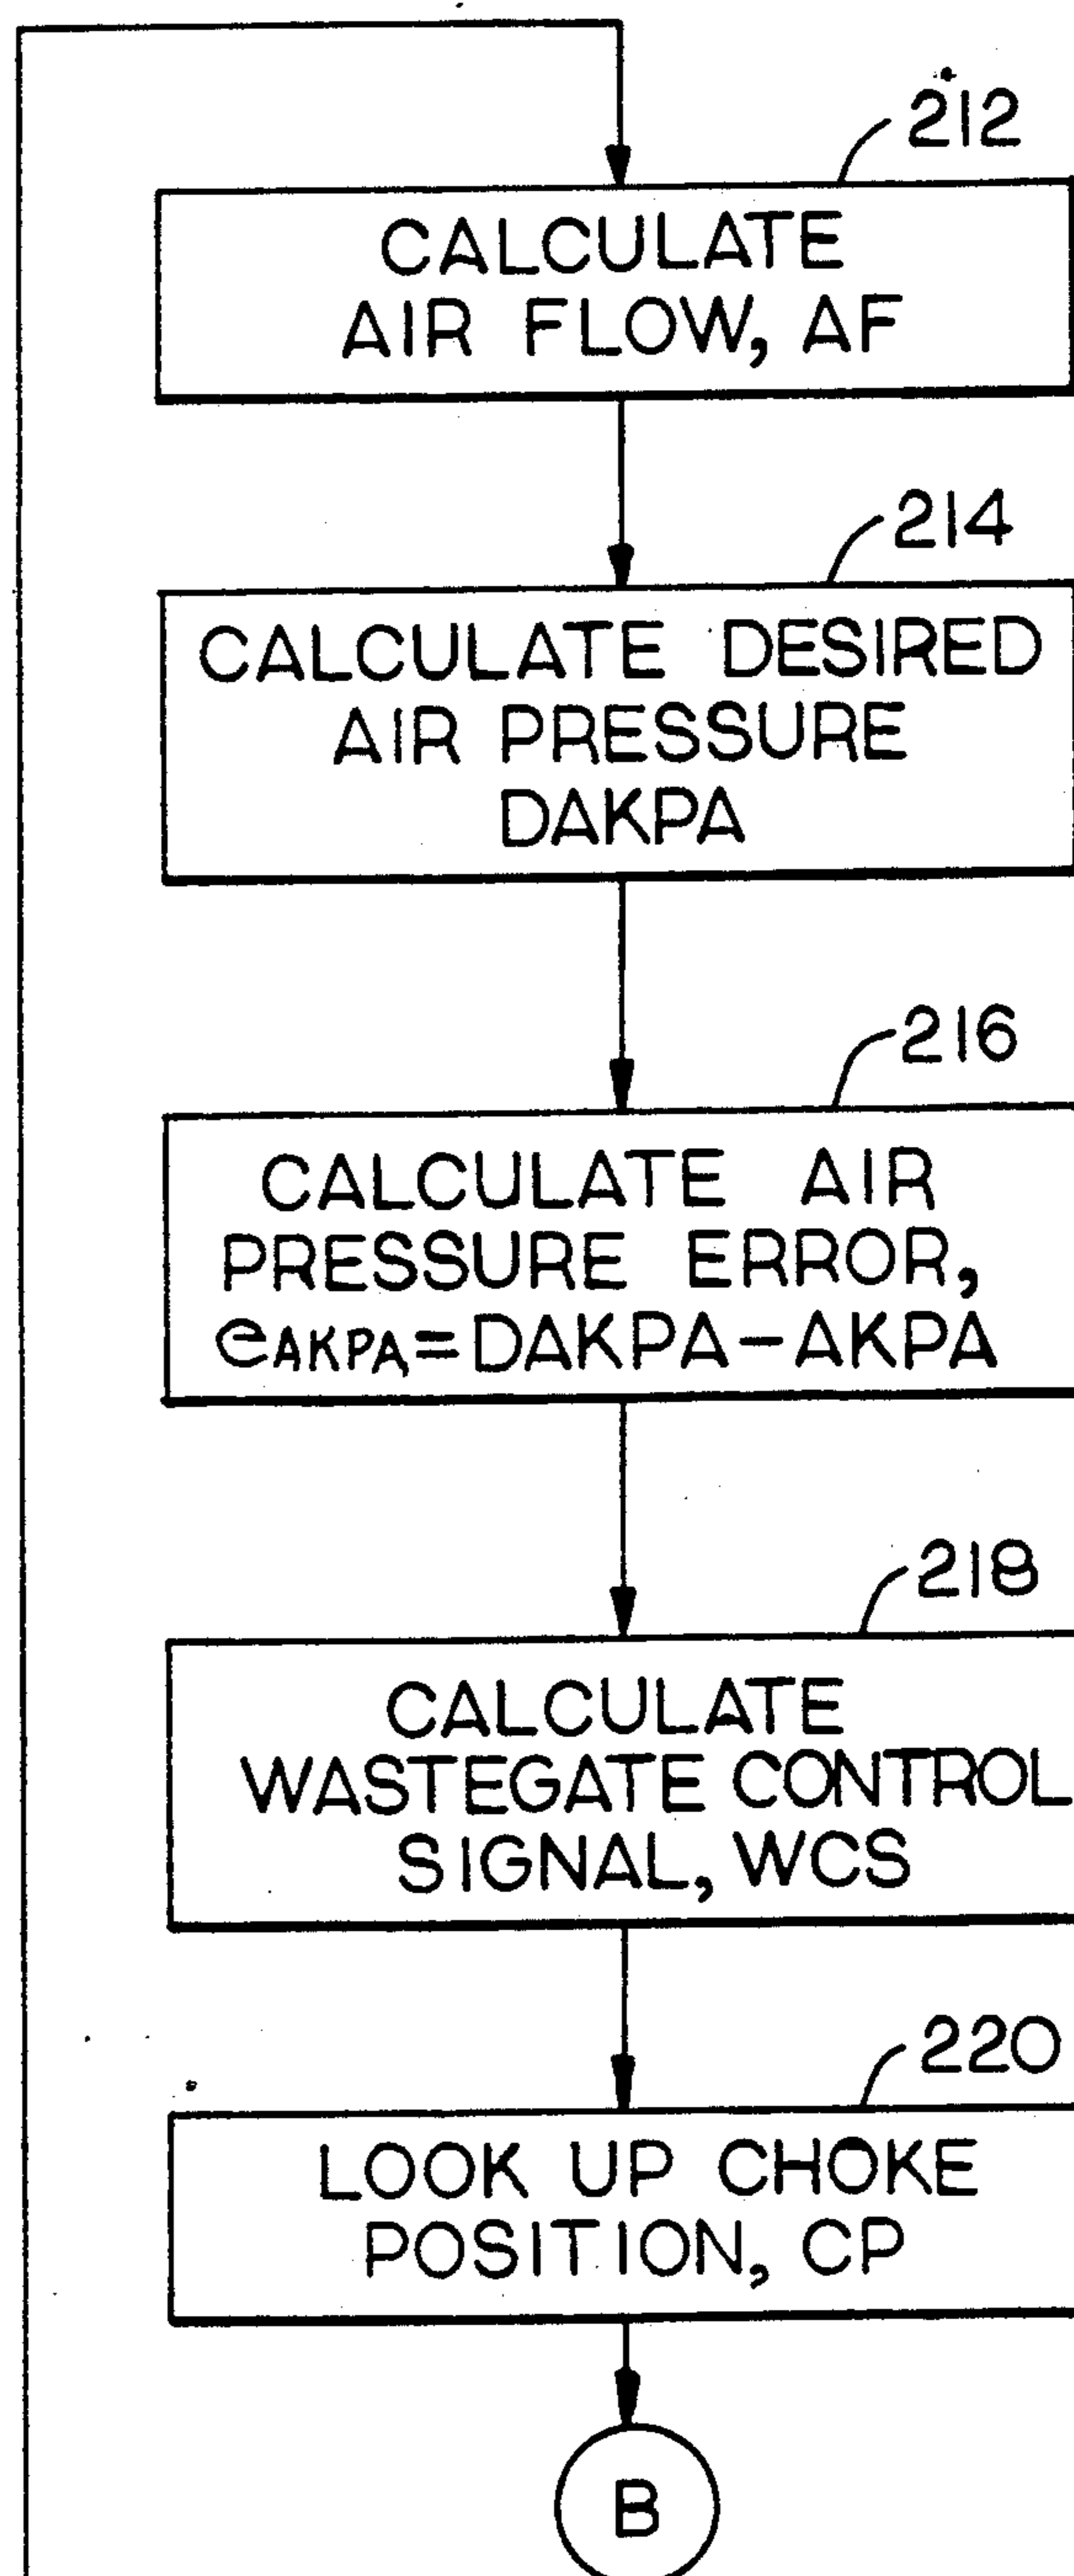 212
CALCULATE
AIR FLOW, AF
214
CALCULATE DESIRED
AIR PRESSURE
DAKPA
216
CALCULATE AIR
PRESSURE ERROR,
eAKPA=DAKPA-AKPA
218
CALCULATE
WASTEGATE CONTROL
SIGNAL, WCS
220
LOOK UP CHOKE
POSITION, CP
B